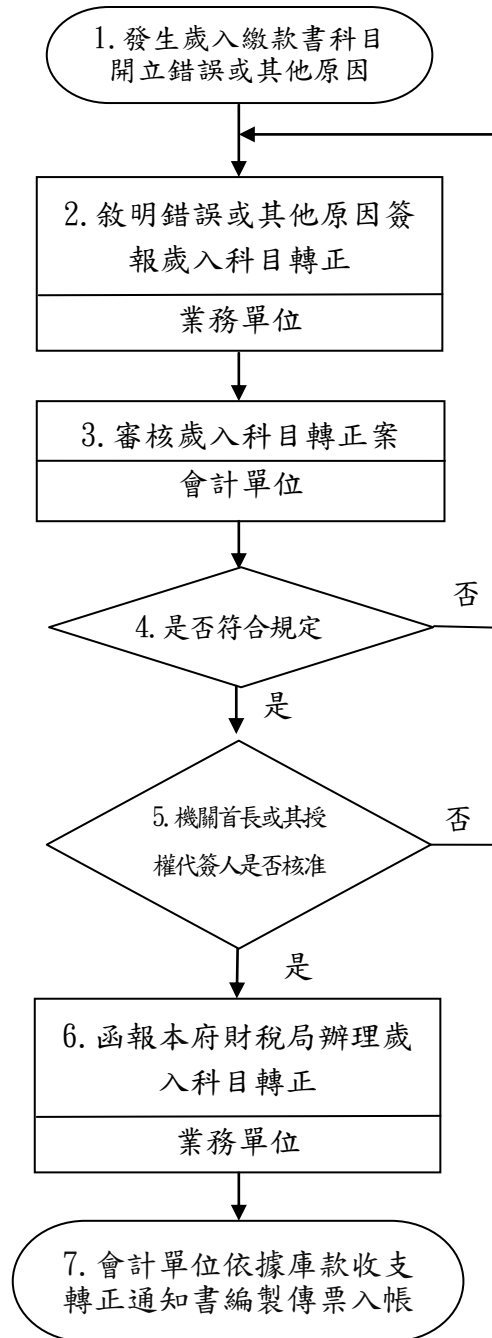 1.發生歲入繳款書科目
開立錯誤或其他原因
2.敘明錯誤或其他原因簽
報歲入科目轉正
業務單位
3.審核歲入科目轉正案
會計單位
4.是否符合規定
否
是
5.機關首長或其授
權代簽人是否核准
否
是
6.函報本府財稅局辦理歲
入科目轉正
業務單位
7.會計單位依據庫款收支
轉正通知書編製傳票入帳